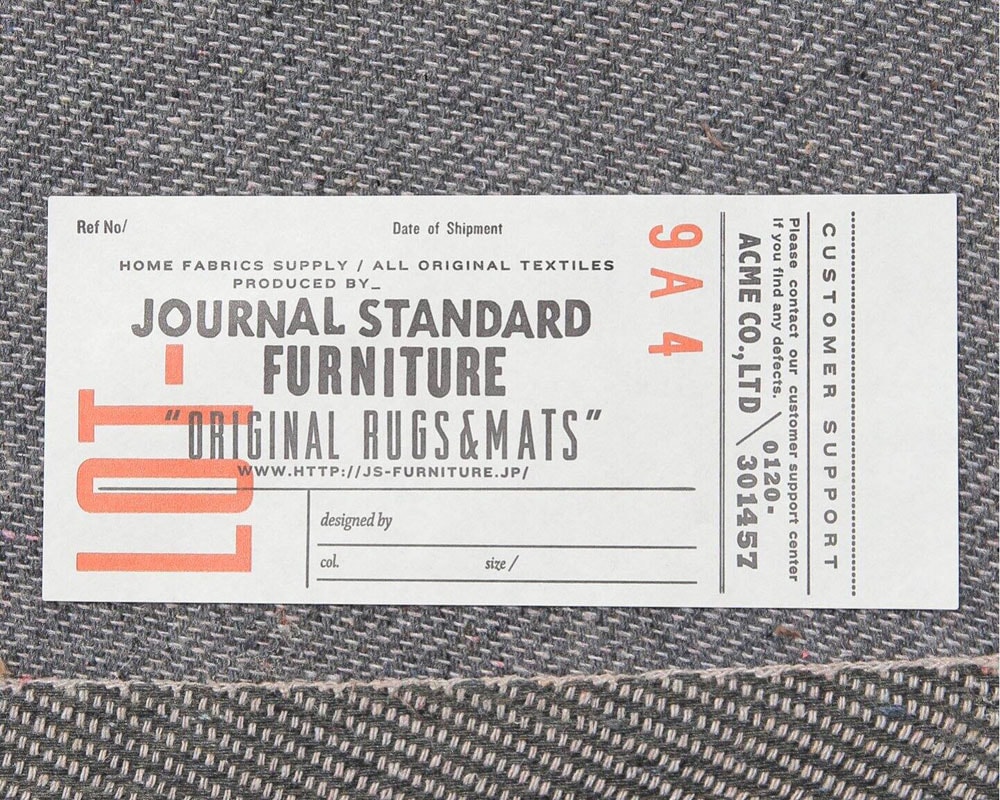 Ref No/
Date of Shipment
HOME FABRICS SUPPLY / ALL ORIGINAL TEXTILES
PRODUCED BY_
JOURNAL STANDARD
FURNITURE
"ORIGINAL RUGS&MATS"
WWW.HTTP://JS-FURNITURE.JP/
LOT-
designed by
col.
size /
9A4
ACME CO.,LTD / 0120-301457
If you find any defects.
Please contact our customer support center
CUSTOMER SUPPORT